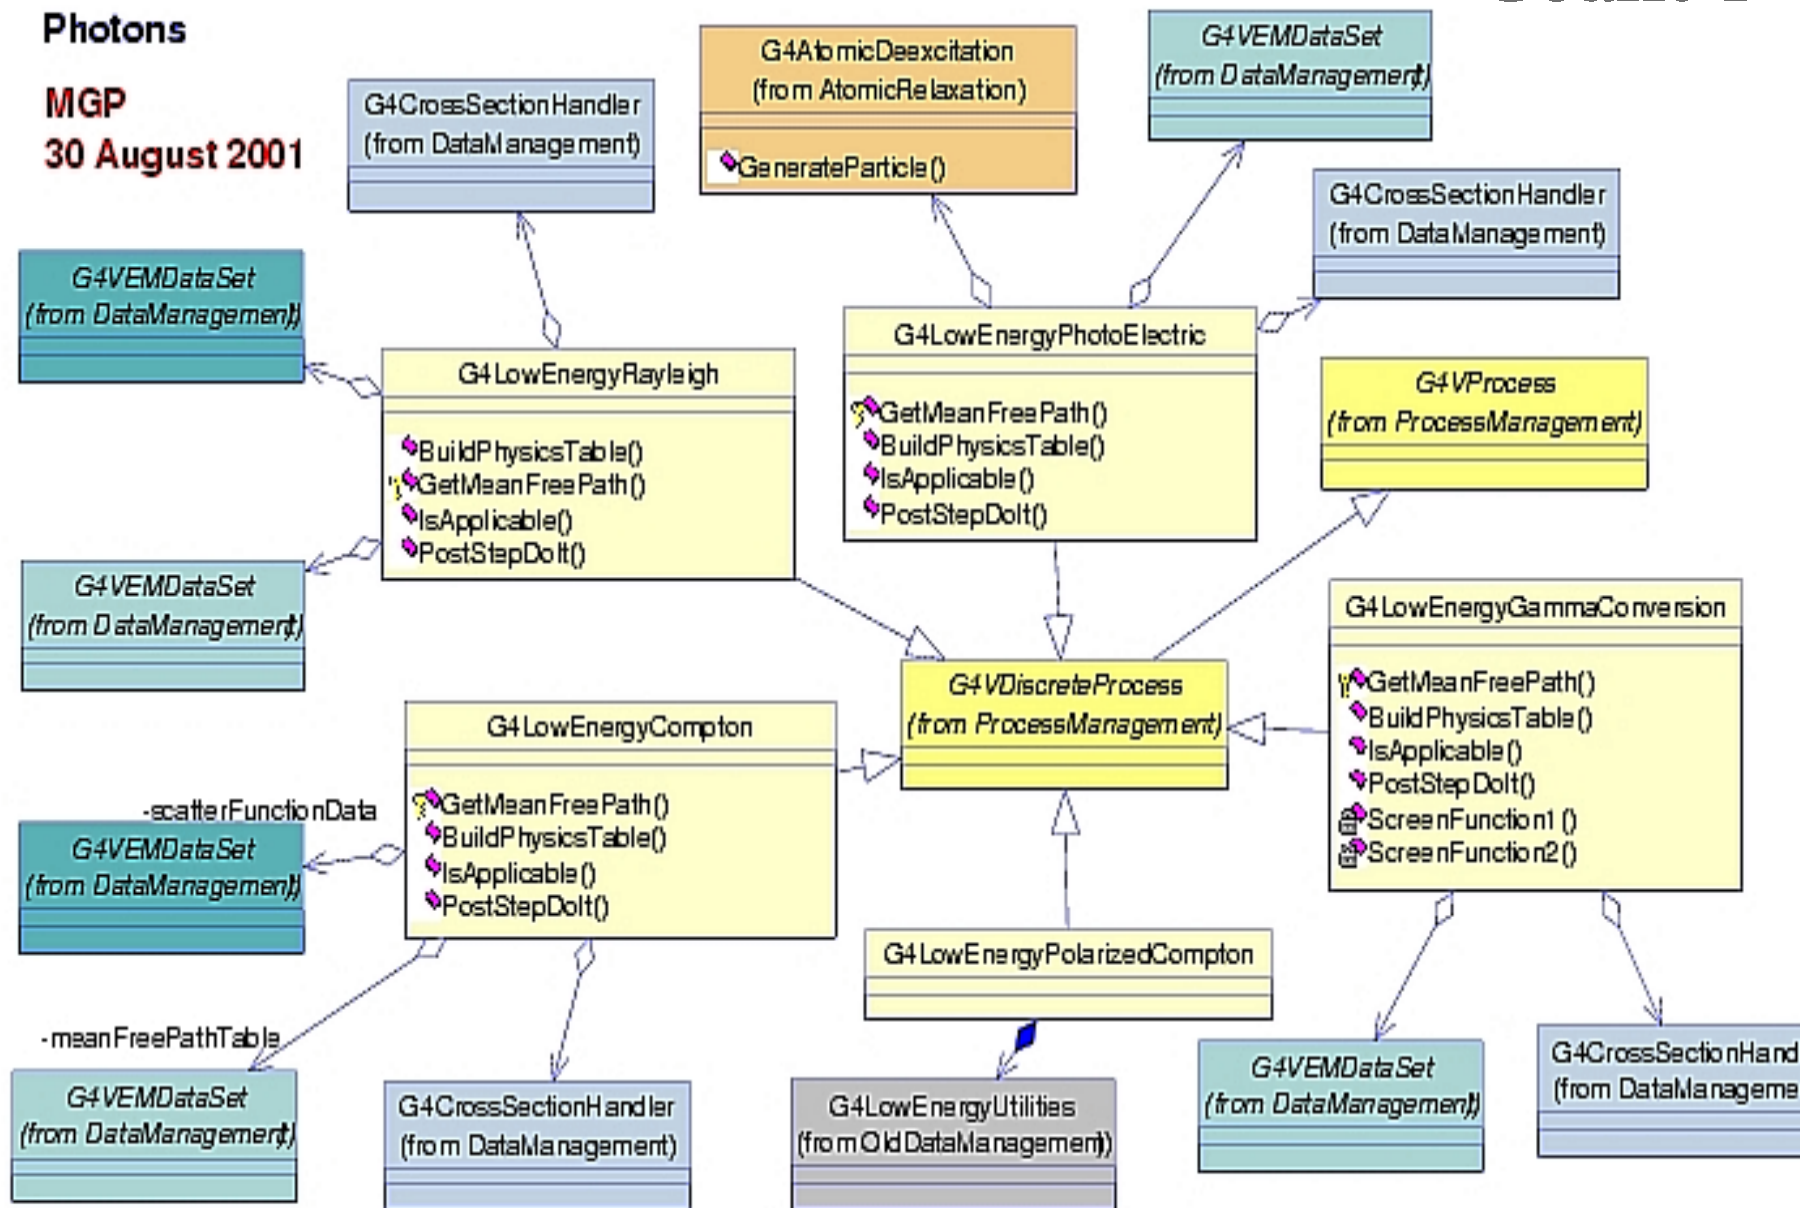 Photons
MGP
30 August 2001
G4CrossSectionHandler
(from DataManagement)
G4AtomicDeexcitation
(from AtomicRelaxation)
GenerateParticle()
G4VEMDataSet
(from DataManagement)
G4CrossSectionHandler
(from DataManagement)
G4VEMDataSet
(from DataManagement)
G4LowEnergyRayleigh
BuildPhysicsTable()
GetMeanFreePath()
IsApplicable()
PostStepDoIt()
G4LowEnergyPhotoElectric
GetMeanFreePath()
BuildPhysicsTable()
IsApplicable()
PostStepDoIt()
G4VProcess
(from ProcessManagement)
G4VEMDataSet
(from DataManagement)
G4VDiscreteProcess
(from ProcessManagement)
G4LowEnergyGammaConversion
GetMeanFreePath()
BuildPhysicsTable()
IsApplicable()
PostStepDoIt()
ScreenFunction1()
ScreenFunction2()
G4LowEnergyCompton
GetMeanFreePath()
BuildPhysicsTable()
IsApplicable()
PostStepDoIt()
-scatterFunctionData
G4VEMDataSet
(from DataManagement)
G4LowEnergyPolarizedCompton
-meanFreePathTable
G4VEMDataSet
(from DataManagement)
G4CrossSectionHandler
(from DataManagement)
G4LowEnergyUtilities
(from OldDataManagement)
G4VEMDataSet
(from DataManagement)
G4CrossSectionHand
(from DataManageme